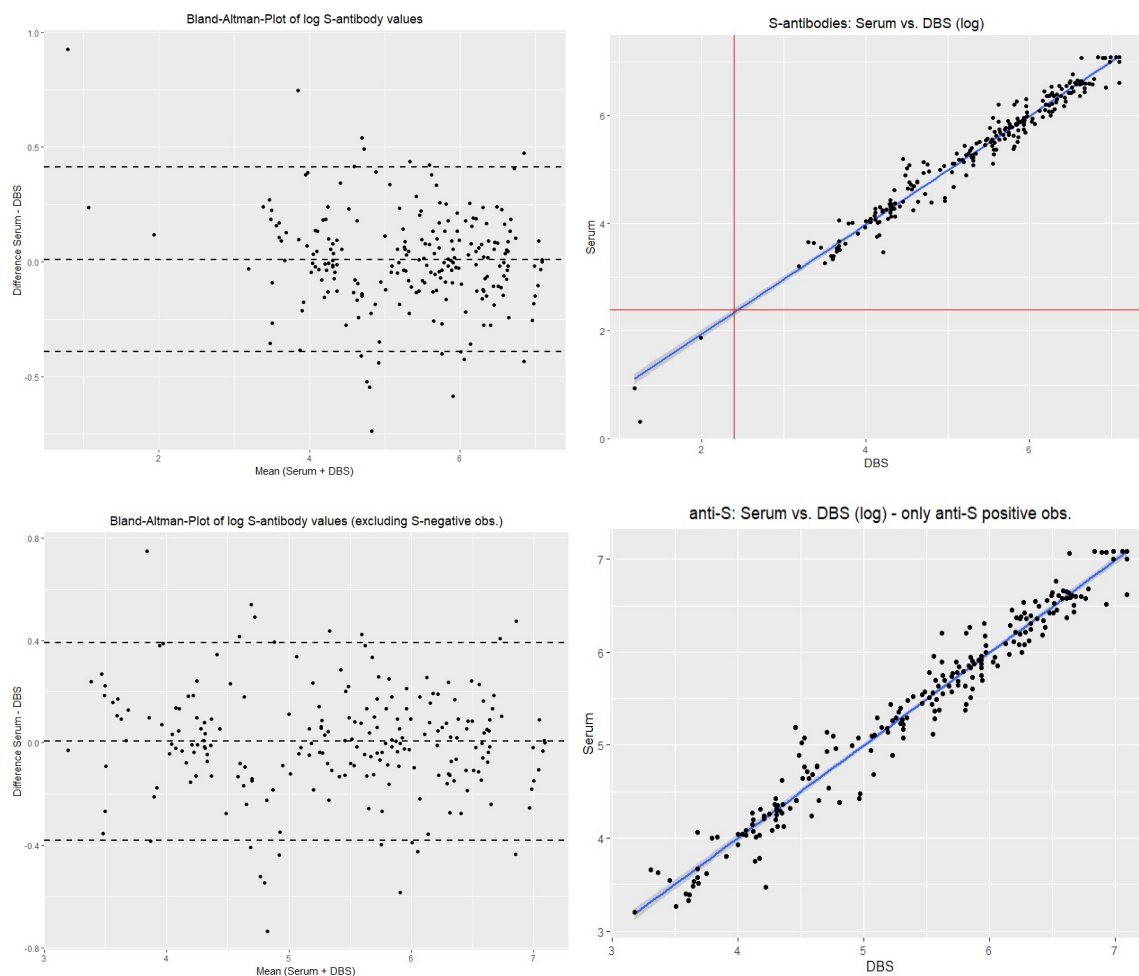 Bland-Altman-Plot of log S-antibody values
1.0
0.5
0.0
-0.5
Difference Serum - DBS
2
4
6
Mean (Serum + DBS)
S-antibodies: Serum vs. DBS (log)
6
4
2
0
Serum
2
4
6
DBS
Bland-Altman-Plot of log S-antibody values (excluding S-negative obs.)
0.8
0.4
0.0
-0.4
-0.8
Difference Serum - DBS
3
4
5
6
7
Mean (Serum + DBS)
anti-S: Serum vs. DBS (log) - only anti-S positive obs.
7
6
5
4
3
Serum
3
4
5
6
7
DBS